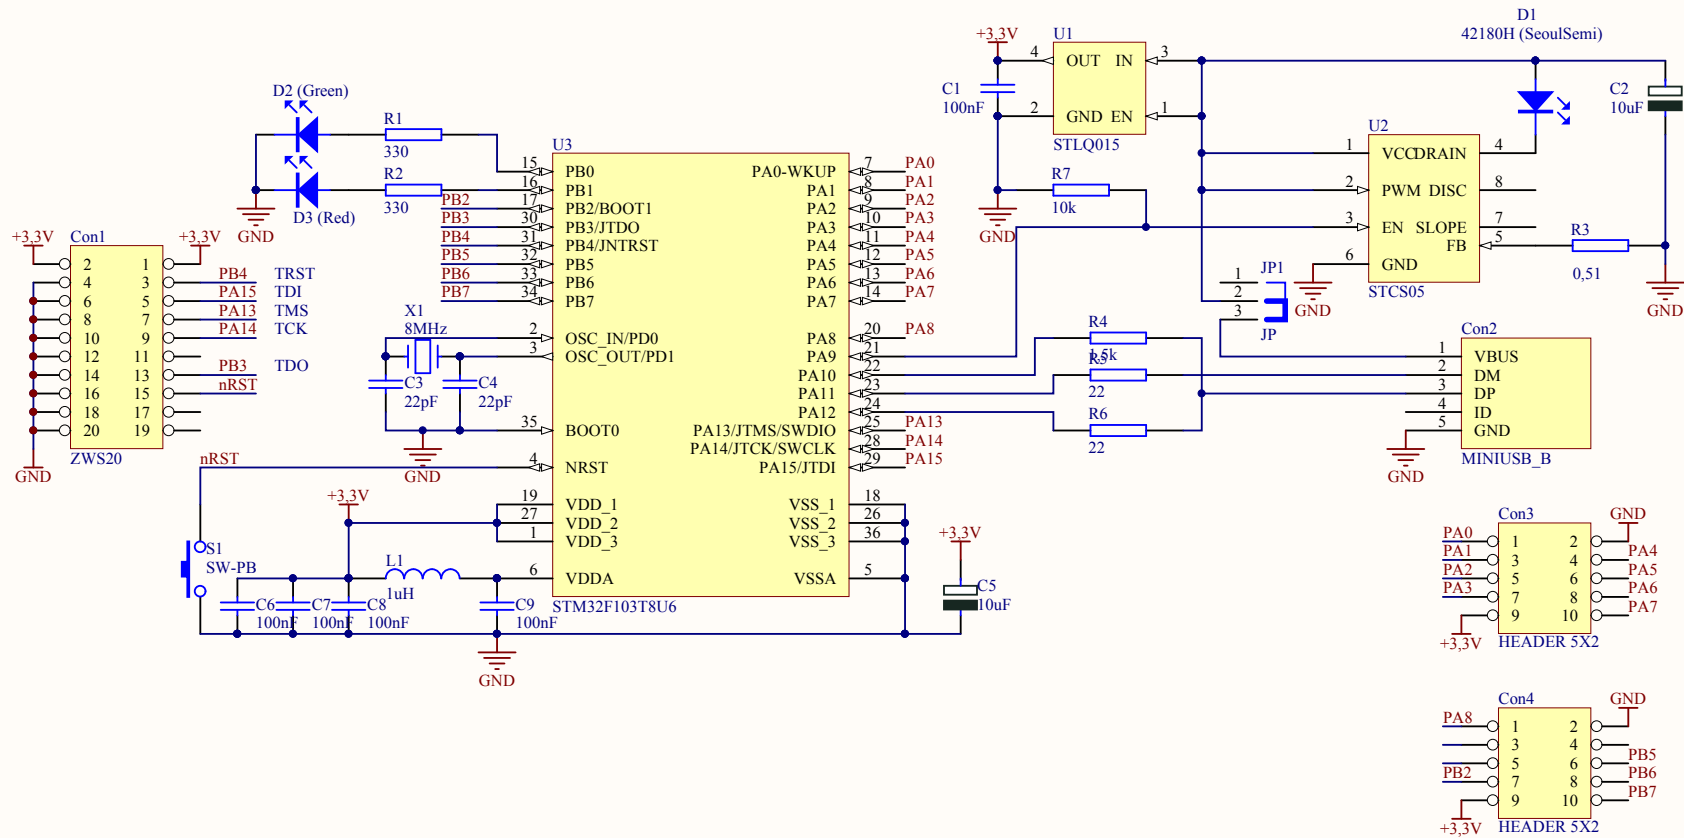 D1
42180H (SeoulSemi)
+3,3V
U1
4 OUT IN 3
2 GND EN 1
STLQ015
C1
100nF
C2
10uF
U2
1 VCC DRAIN 4
2 PWM DISC 8
3 EN SLOPE 7
FB 5
6 GND
STCS05
R7
10k
GND
R3
0,51
GND
GND
D2 (Green)
R1
330
R2
330
D3 (Red)
GND
U3
15 PB0
16 PB1
PB2 17 PB2/BOOT1
PB3 30 PB3/JTDO
PB4 31 PB4/JNTRST
PB5 32 PB5
PB6 33 PB6
PB7 34 PB7
2 OSC_IN/PD0
3 OSC_OUT/PD1
35 BOOT0
4 NRST
19 VDD_1
27 VDD_2
1 VDD_3
6 VDDA
PA0-WKUP 7 PA0
PA1 8 PA1
PA2 9 PA2
PA3 10 PA3
PA4 11 PA4
PA5 12 PA5
PA6 13 PA6
PA7 14 PA7
PA8 20 PA8
PA9 21
PA10 22
PA11 23
PA12 24
PA13/JTMS/SWDIO 25 PA13
PA14/JTCK/SWCLK 28 PA14
PA15/JTDI 29 PA15
VSS_1 18
VSS_2 26
VSS_3 36
VSSA 5
STM32F103T8U6
+3,3V
Con1
+3,3V
2 1
4 3 PB4 TRST
6 5 PA15 TDI
8 7 PA13 TMS
10 9 PA14 TCK
12 11
14 13 PB3 TDO
16 15 nRST
18 17
20 19
ZWS20
GND
X1
8MHz
C3
22pF
C4
22pF
GND
nRST
S1
SW-PB
+3,3V
L1
1uH
C6
100nF
C7
100nF
C8
100nF
C9
100nF
GND
+3,3V
C5
10uF
JP1
1
2
3
JP
R4
1,5k
R5
22
R6
22
Con2
1 VBUS
2 DM
3 DP
4 ID
5 GND
MINIUSB_B
GND
Con3
GND
PA0 1 2
PA1 3 4 PA4
PA2 5 6 PA5
PA3 7 8 PA6
9 10 PA7
+3,3V
HEADER 5X2
Con4
GND
PA8 1 2
3 4
5 6 PB5
PB2 7 8 PB6
9 10 PB7
+3,3V
HEADER 5X2